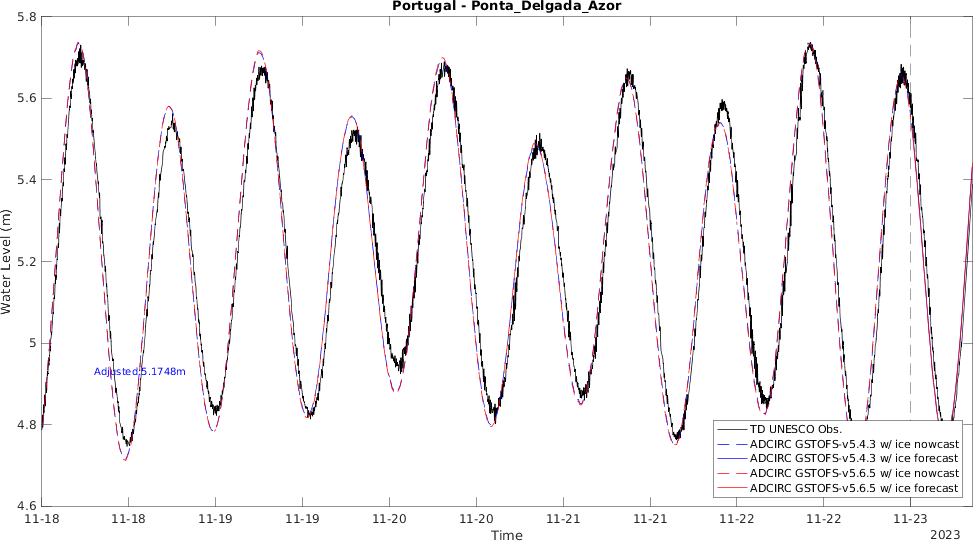 Portugal - Ponta_Delgada_Azor
5.8
5.6
5.4
5.2
5
4.8
4.6
Water Level (m)
Adjusted:5.1748m
TD UNESCO Obs.
ADCIRC GSTOFS-v5.4.3 w/ ice nowcast
ADCIRC GSTOFS-v5.4.3 w/ ice forecast
ADCIRC GSTOFS-v5.6.5 w/ ice nowcast
ADCIRC GSTOFS-v5.6.5 w/ ice forecast
11-18 11-18 11-19 11-19 11-20 11-20 11-21 11-21 11-22 11-22 11-23
Time
2023